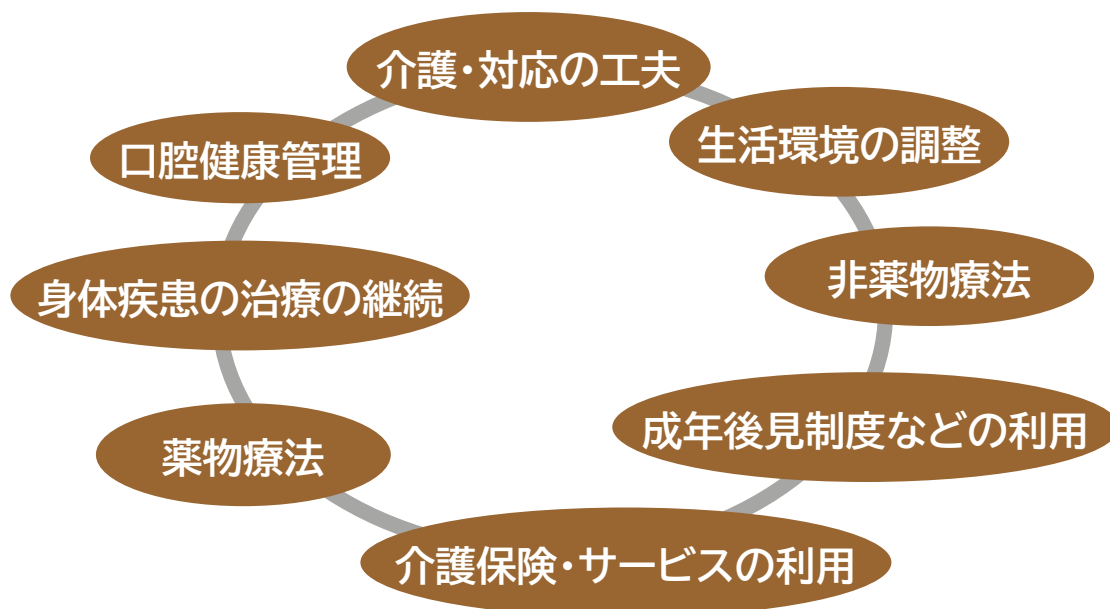 介護・対応の工夫
生活環境の調整
口腔健康管理
非薬物療法
身体疾患の治療の継続
成年後見制度などの利用
薬物療法
介護保険・サービスの利用